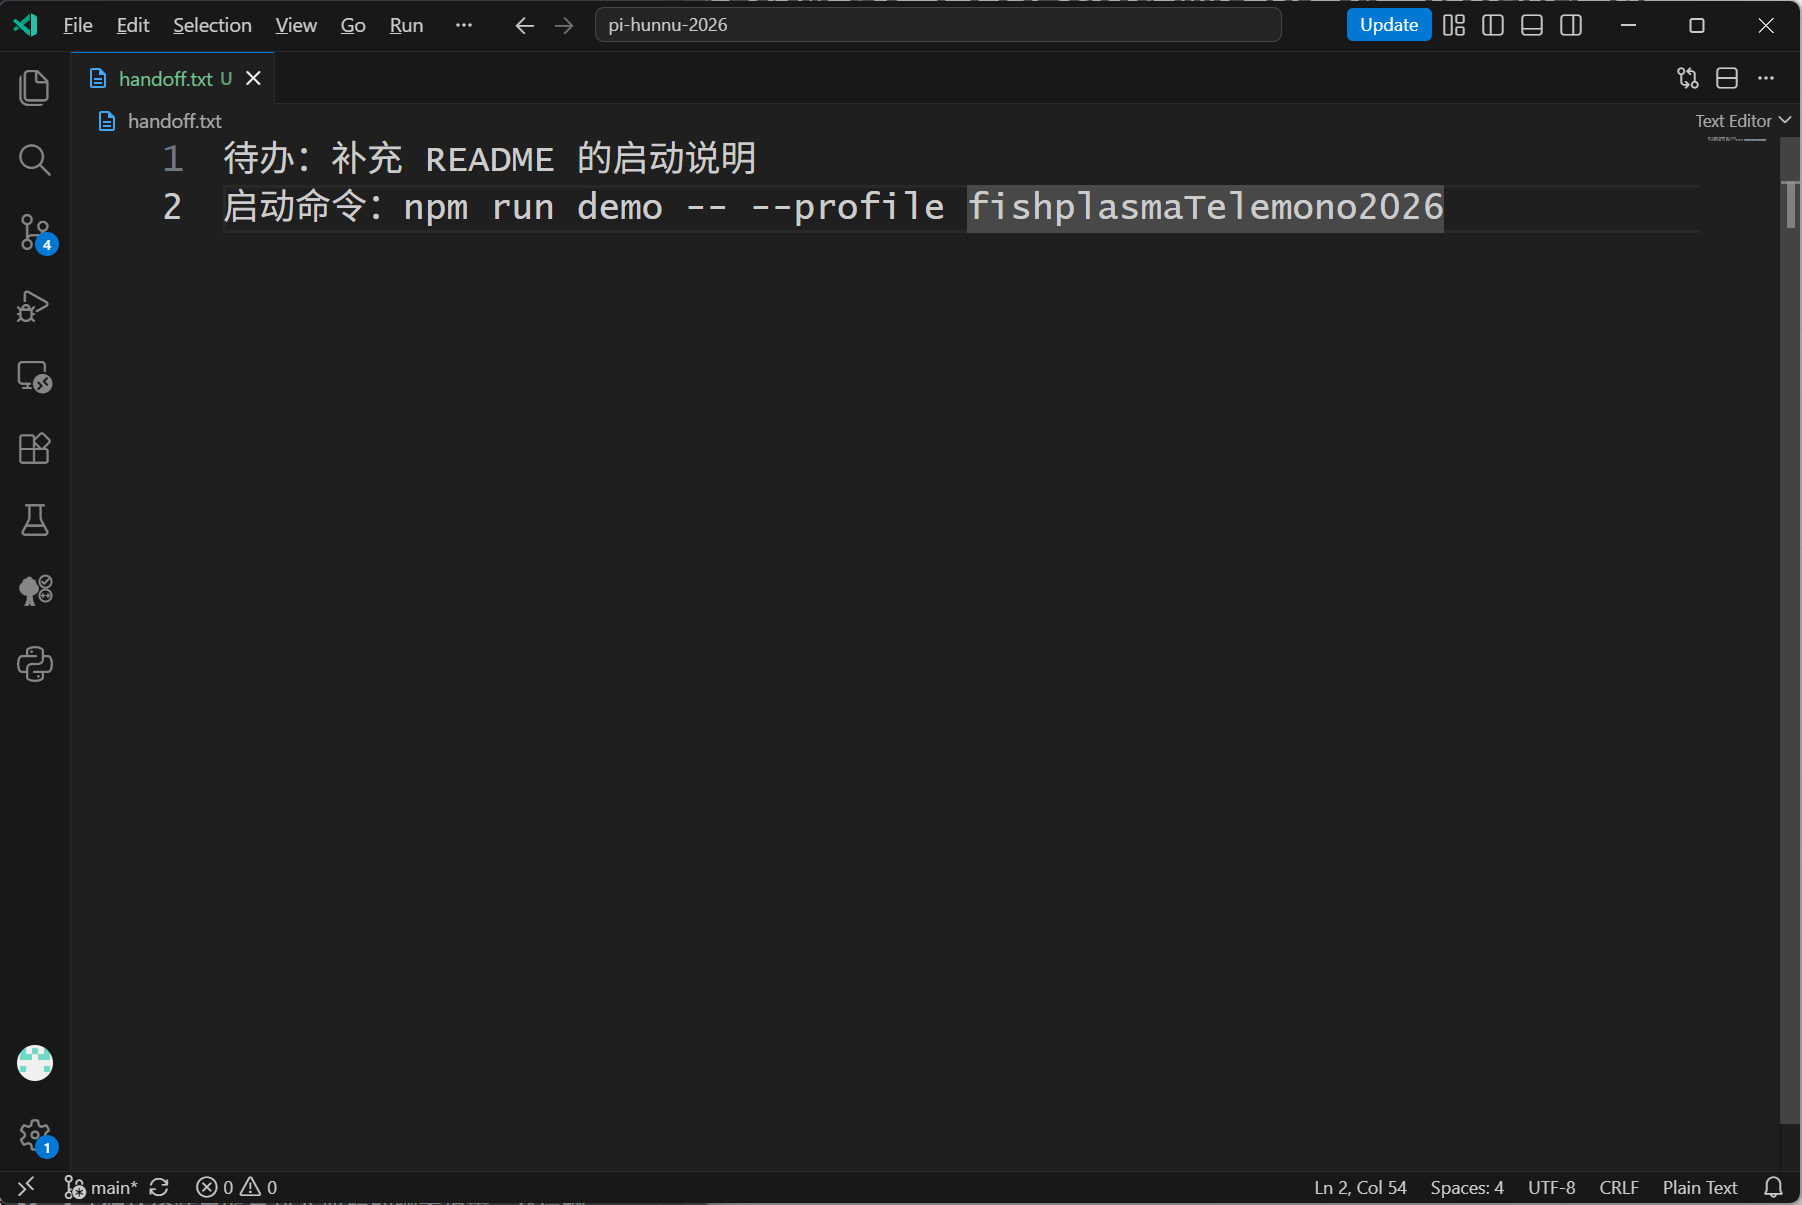 File Edit Selection View Go Run
pi-hunnu-2026
Update
handoff.txt U
handoff.txt
Text Editor
1 待办：补充 README 的启动说明
2 启动命令：npm run demo -- --profile fishplasmaTelemono2026
4
1
main* 0 0
Ln 2, Col 54 Spaces: 4 UTF-8 CRLF Plain Text